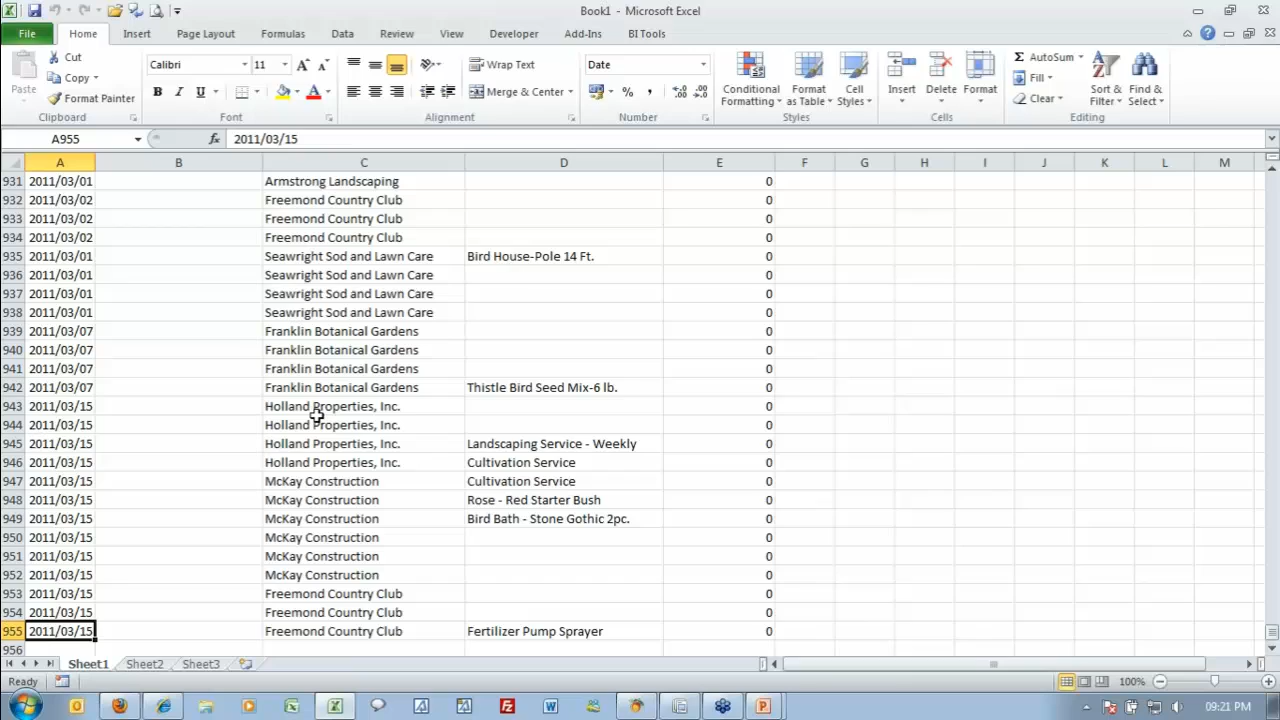 Book1 - Microsoft Excel
File Home Insert Page Layout Formulas Data Review View Developer Add-Ins BI Tools
Paste
Cut
Copy
Format Painter
Clipboard
Calibri 11
B I U
Font
Wrap Text
Merge & Center
Alignment
Date
Number
Conditional Formatting
Format as Table
Cell Styles
Styles
Insert Delete Format
Cells
AutoSum
Fill
Clear
Sort & Filter
Find & Select
Editing
A955 fx 2011/03/15
A B C D E F G H I J K L M
931 2011/03/01 Armstrong Landscaping 0
932 2011/03/02 Freemond Country Club 0
933 2011/03/02 Freemond Country Club 0
934 2011/03/02 Freemond Country Club 0
935 2011/03/01 Seawright Sod and Lawn Care Bird House-Pole 14 Ft. 0
936 2011/03/01 Seawright Sod and Lawn Care 0
937 2011/03/01 Seawright Sod and Lawn Care 0
938 2011/03/01 Seawright Sod and Lawn Care 0
939 2011/03/07 Franklin Botanical Gardens 0
940 2011/03/07 Franklin Botanical Gardens 0
941 2011/03/07 Franklin Botanical Gardens 0
942 2011/03/07 Franklin Botanical Gardens Thistle Bird Seed Mix-6 lb. 0
943 2011/03/15 Holland Properties, Inc. 0
944 2011/03/15 Holland Properties, Inc. 0
945 2011/03/15 Holland Properties, Inc. Landscaping Service - Weekly 0
946 2011/03/15 Holland Properties, Inc. Cultivation Service 0
947 2011/03/15 McKay Construction Cultivation Service 0
948 2011/03/15 McKay Construction Rose - Red Starter Bush 0
949 2011/03/15 McKay Construction Bird Bath - Stone Gothic 2pc. 0
950 2011/03/15 McKay Construction 0
951 2011/03/15 McKay Construction 0
952 2011/03/15 McKay Construction 0
953 2011/03/15 Freemond Country Club 0
954 2011/03/15 Freemond Country Club 0
955 2011/03/15 Freemond Country Club Fertilizer Pump Sprayer 0
956
Sheet1 Sheet2 Sheet3
Ready 100%
09:21 PM